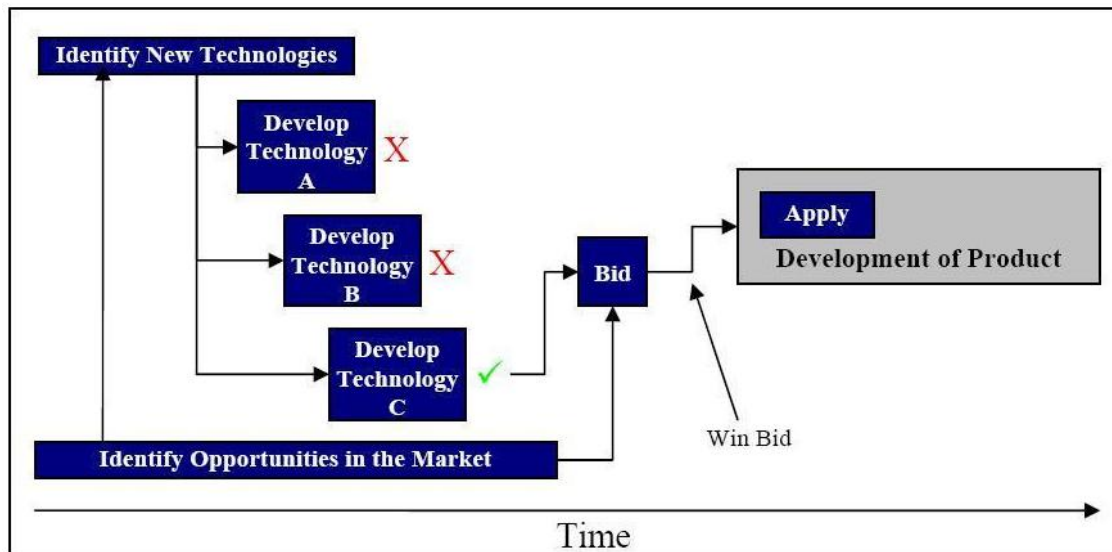 Identify New Technologies
Develop
Technology
A
X
Develop
Technology
B
X
Develop
Technology
C
Bid
Apply
Development of Product
Win Bid
Identify Opportunities in the Market
Time